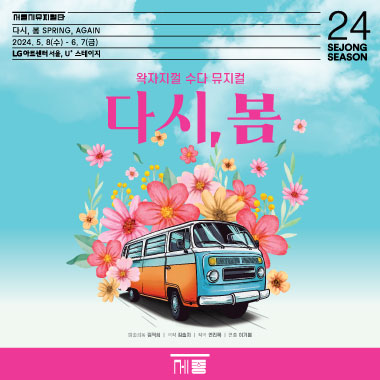 서울시뮤지컬단
다시, 봄 SPRING, AGAIN
2024. 5. 8(수) - 6. 7(금)
LG아트센터 서울, U⁺ 스테이지
24
SEJONG
SEASON
왁자지껄 수다 뮤지컬
다시, 봄
세종